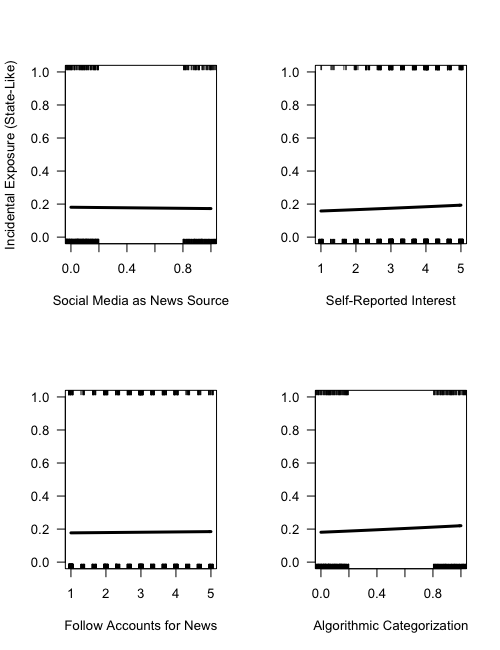 Incidental Exposure (State-Like)
1.0
0.8
0.6
0.4
0.2
0.0
0.0 0.4 0.8
Social Media as News Source
1.0
0.8
0.6
0.4
0.2
0.0
1 2 3 4 5
Self-Reported Interest
1.0
0.8
0.6
0.4
0.2
0.0
1 2 3 4 5
Follow Accounts for News
1.0
0.8
0.6
0.4
0.2
0.0
0.0 0.4 0.8
Algorithmic Categorization